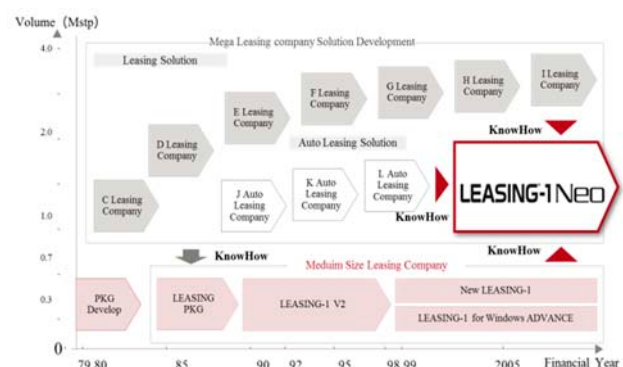 Volume (Mstp)
4.0
Mega Leasing company Solution Development
Leasing Solution
I Leasing
Company
H Leasing
Company
G Leasing
Company
F Leasing
Company
E Leasing
Company
2.0
D Leasing
Company
Auto Leasing Solution
KnowHow
C Leasing
Company
J Auto
Leasing
Company
K Auto
Leasing
Company
L Auto
Leasing
Company
LEASING-1 Neo
KnowHow
1.0
0.7
KnowHow
KnowHow
Meduim Size Leasing Company
0.3
PKG
Develop
LEASING
PKG
LEASING-1 V2
New LEASING-1
LEASING-1 for Windows ADVANCE
0
79.80
85
90
92
95
98.99
2005
Financial Year